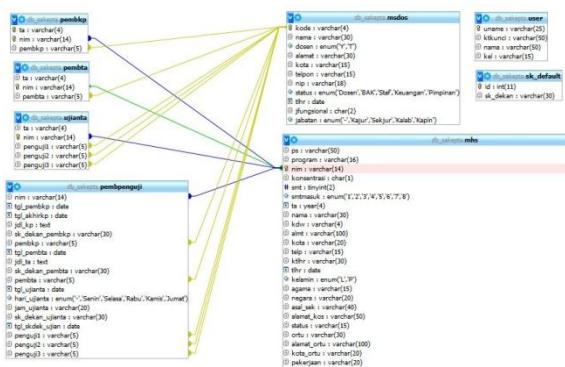 db_sakepta pembkp
ta : varchar(4)
nim : varchar(14)
pembkp : varchar(5)
db_sakepta pembta
ta : varchar(4)
nim : varchar(14)
pembta : varchar(5)
db_sakepta ujianta
ta : varchar(4)
nim : varchar(14)
penguji1 : varchar(5)
penguji2 : varchar(5)
penguji3 : varchar(5)
db_sakepta pembpenguji
nim : varchar(14)
tgl_pembkp : date
tgl_akhirkp : date
jdl_kp : text
sk_dekan_pembkp : varchar(30)
pembkp : varchar(5)
tgl_pembta : date
jdl_ta : text
sk_dekan_pembta : varchar(30)
pembta : varchar(5)
tgl_ujianta : date
hari_ujianta : enum('-','Senin','Selasa','Rabu','Kamis','Jumat')
jam_ujianta : varchar(20)
sk_dekan_ujianta : varchar(30)
tgl_skdek_ujian : date
penguji1 : varchar(5)
penguji2 : varchar(5)
penguji3 : varchar(5)
db_sakepta msdos
kode : varchar(4)
nama : varchar(30)
dosen : enum('Y','T')
alamat : varchar(30)
kota : varchar(15)
telpon : varchar(15)
nip : varchar(18)
status : enum('Dosen','BAK','Staf','Keuangan','Pimpinan')
tlhr : date
jfungsional : char(2)
jabatan : enum('-','Kajur','Sekjur','Kalab','Kapin')
db_sakepta mhs
ps : varchar(50)
program : varchar(16)
nim : varchar(14)
konsentrasi : char(1)
smt : tinyint(2)
smtmasuk : enum('1','2','3','4','5','6','7','8')
ta : year(4)
nama : varchar(30)
kdw : varchar(4)
almt : varchar(100)
kota : varchar(20)
telp : varchar(15)
ktlhr : varchar(30)
tlhr : date
kelamin : enum('L','P')
agama : varchar(15)
negara : varchar(20)
asal_sek : varchar(40)
alamat_kos : varchar(50)
status : varchar(15)
ortu : varchar(30)
alamat_ortu : varchar(100)
kota_ortu : varchar(20)
pekerjaan : varchar(20)
db_sakepta user
uname : varchar(25)
ktkunci : varchar(50)
nama : varchar(50)
kel : varchar(15)
db_sakepta sk_default
id : int(11)
sk_dekan : varchar(30)